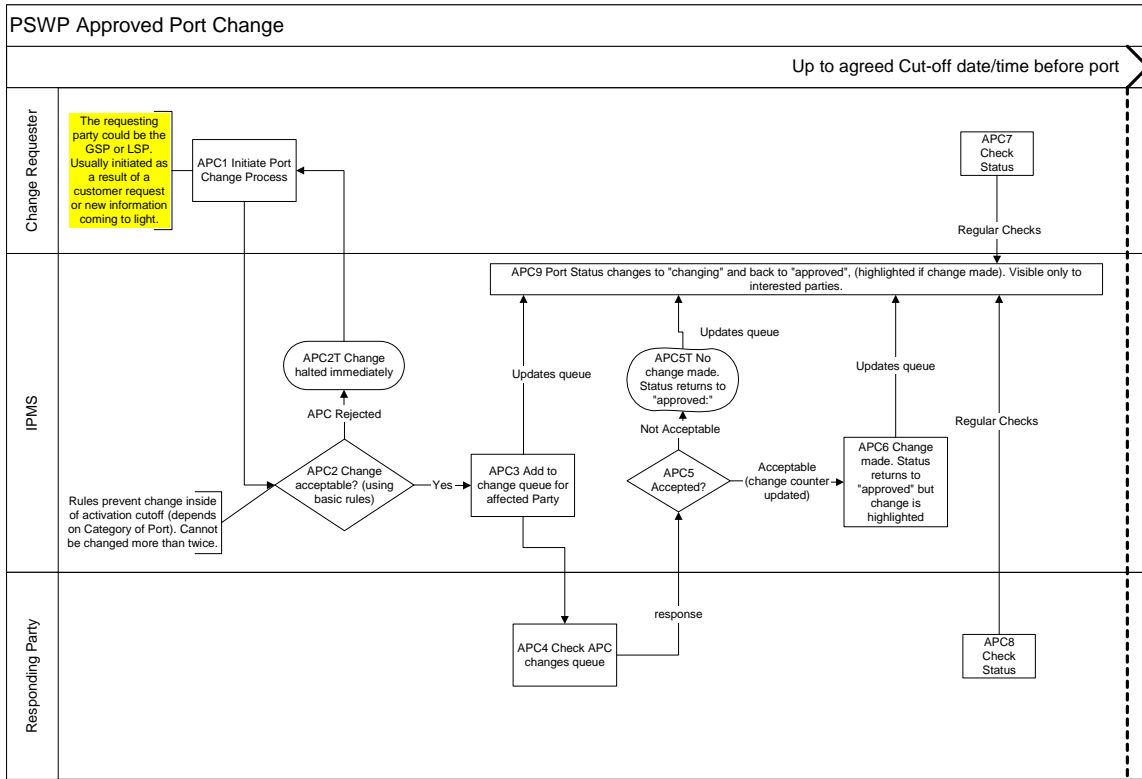 PSWP Approved Port Change
Up to agreed Cut-off date/time before port
Change Requester
The requesting
party could be the
GSP or LSP.
Usually initiated as
a result of a
customer request
or new information
coming to light.
APC1 Initiate Port
Change Process
APC7
Check
Status
Regular Checks
IPMS
APC9 Port Status changes to "changing" and back to "approved", (highlighted if change made). Visible only to
interested parties.
APC2T Change
halted immediately
APC Rejected
APC2 Change
acceptable? (using
basic rules)
Rules prevent change inside
of activation cutoff (depends
on Category of Port). Cannot
be changed more than twice.
Yes
APC3 Add to
change queue for
affected Party
Updates queue
Updates queue
APC5T No
change made.
Status returns to
"approved:"
Not Acceptable
APC5
Accepted?
Acceptable
(change counter
updated)
Updates queue
APC6 Change
made. Status
returns to
"approved" but
change is
highlighted
Regular Checks
Responding Party
APC4 Check APC
changes queue
response
APC8
Check
Status